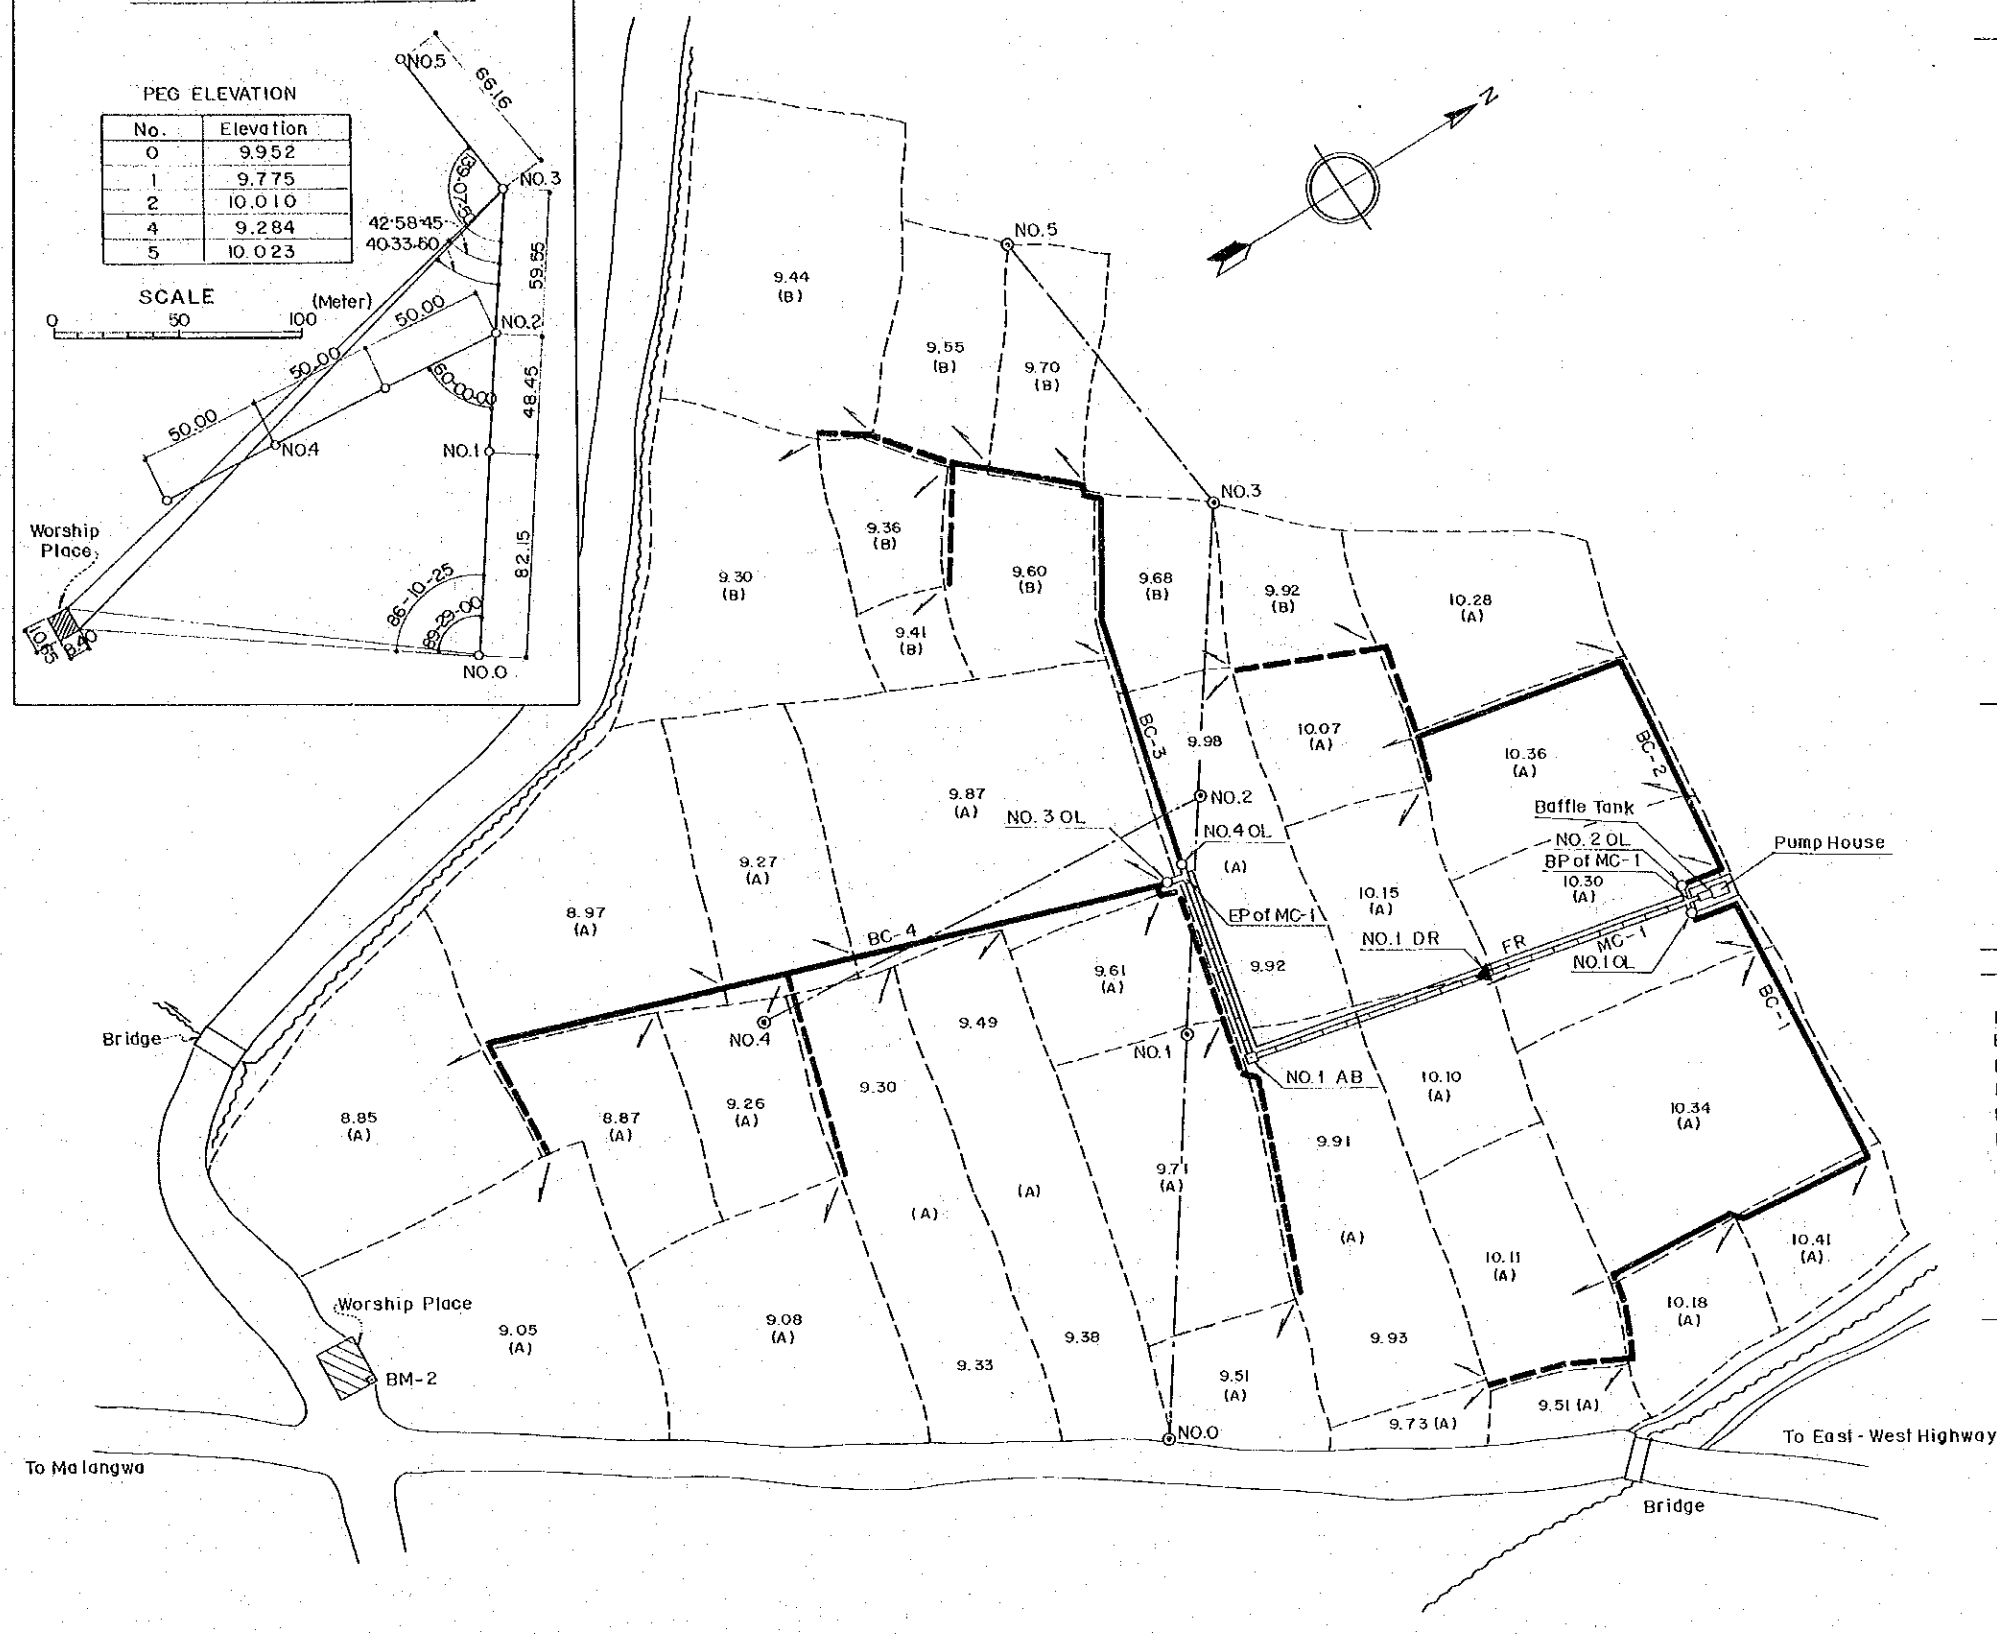 PEG ELEVATION
No. Elevation
0 9.952
1 9.775
2 10.010
4 9.284
5 10.023
SCALE
(Meter)
0 50 100
NO.5
66.16
NO.3
42-58-45
40-33-60
59.55
50.00
NO.2
50.00
60-00-00
48.45
50.00
NO.4
NO.1
Worship
Place
82.15
86-10-25
89-29-00
10.65
8.40
NO.0
N
NO.5
9.44
(B)
9.55
(B)
9.70
(B)
NO.3
9.36
(B)
9.30
(B)
9.60
(B)
9.68
(B)
9.92
(B)
10.28
(A)
9.41
(B)
BC-3
9.98
10.07
(A)
10.36
(A)
BC-2
9.87
(A)
NO.2
NO. 3 OL
NO.4 OL
Baffle Tank
NO. 2 OL
Pump House
9.27
(A)
(A)
BP of MC-1
10.30
(A)
10.15
(A)
8.97
(A)
EP of MC-1
BC-4
NO.1 DR
FR
MC-1
NO.1 OL
9.61
(A)
9.92
BC-1
Bridge
NO.4
9.49
NO.1
NO.1 AB
9.30
10.10
(A)
8.85
(A)
8.87
(A)
9.26
(A)
10.34
(A)
9.91
9.71
(A)
(A)
(A)
(A)
10.11
(A)
10.41
(A)
Worship Place
9.05
(A)
9.08
(A)
9.38
9.93
10.18
(A)
9.33
BM-2
9.51
(A)
9.73 (A)
9.51 (A)
NO.0
To Malangwa
To East-West Highway
Bridge